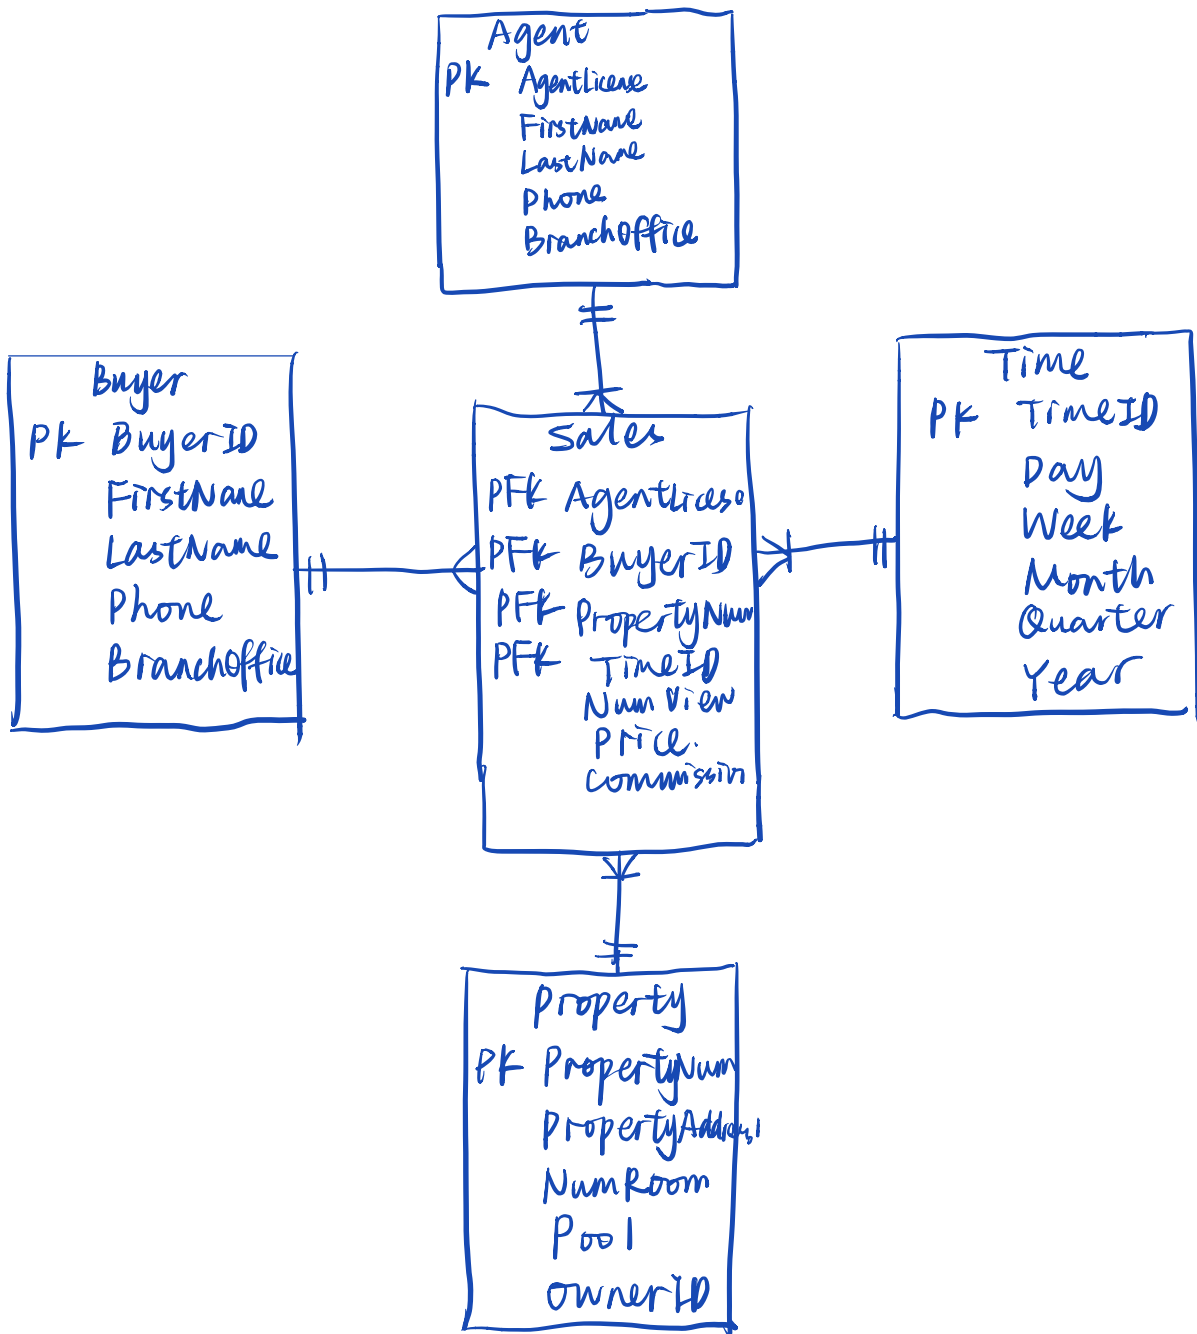 Agent
PK AgentLicense
FirstName
LastName
Phone
BranchOffice
Buyer
PK BuyerID
FirstName
LastName
Phone
BranchOffice
Sales
PFK
PFK BuyerID
PFK PropertyNum
PFK TimeID
Num View
Price.
Commission
Time
PK TimeID
Day
Week
Month
Quarter
Year
Property
PK PropertyNum
PropertyAddress
NumRoom
Pool
OwnerID